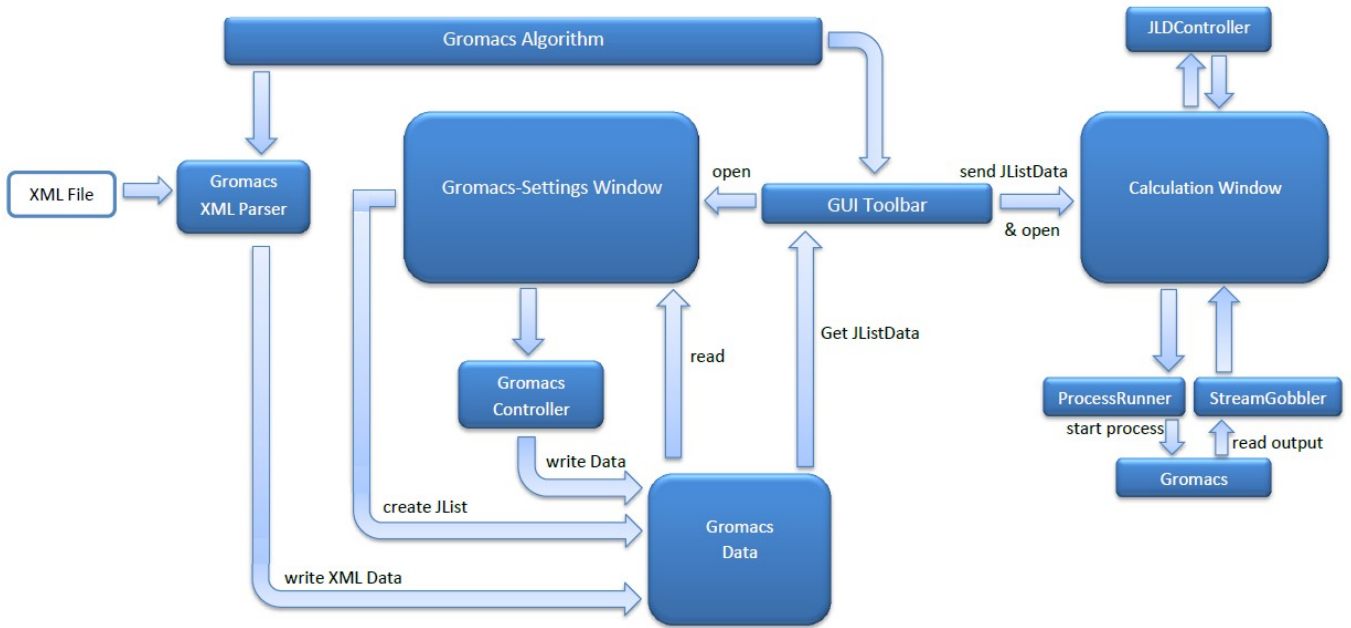 Gromacs Algorithm
JLDController
XML File
Gromacs
XML Parser
Gromacs-Settings Window
open
GUI Toolbar
send JListData
& open
Calculation Window
Get JListData
read
Gromacs
Controller
write Data
create JList
write XML Data
Gromacs
Data
ProcessRunner
StreamGobbler
start process
read output
Gromacs